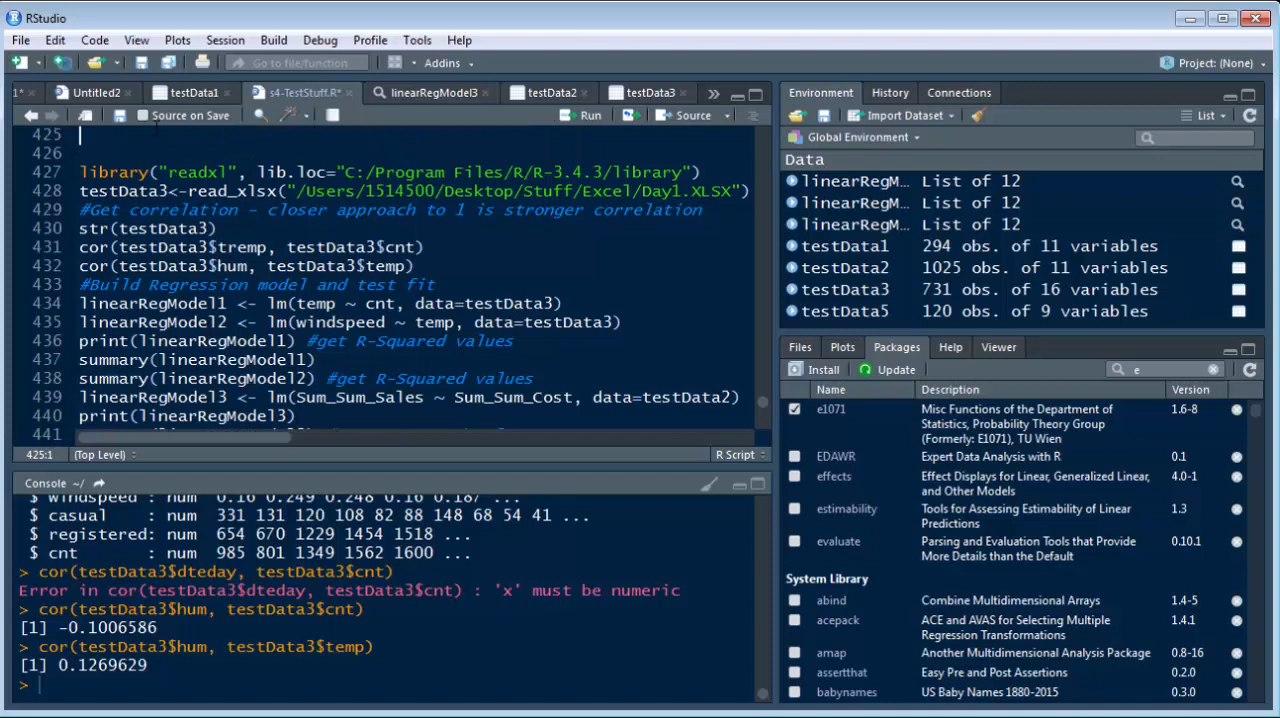 RStudio
File Edit Code View Plots Session Build Debug Profile Tools Help
Go to file/function Addins Project: (None)
1* Untitled2 testData1 s4-TestStuff.R* linearRegModel3 testData2 testData3
Source on Save Run Source
425
426
427 library("readxl", lib.loc="C:/Program Files/R/R-3.4.3/library")
428 testData3<-read_xlsx("/Users/1514500/Desktop/Stuff/Excel/Day1.XLSX")
429 #Get correlation - closer approach to 1 is stronger correlation
430 str(testData3)
431 cor(testData3$tremp, testData3$cnt)
432 cor(testData3$hum, testData3$temp)
433 #Build Regression model and test fit
434 linearRegModel1 <- lm(temp ~ cnt, data=testData3)
435 linearRegModel2 <- lm(windspeed ~ temp, data=testData3)
436 print(linearRegModel1) #get R-Squared values
437 summary(linearRegModel1)
438 summary(linearRegModel2) #get R-Squared values
439 linearRegModel3 <- lm(Sum_Sum_Sales ~ Sum_Sum_Cost, data=testData2)
440 print(linearRegModel3)
441
425:1 (Top Level) R Script
Console ~/
$ windspeed : num 0.16 0.249 0.248 0.16 0.187 ...
$ casual : num 331 131 120 108 82 88 148 68 54 41 ...
$ registered: num 654 670 1229 1454 1518 ...
$ cnt : num 985 801 1349 1562 1600 ...
> cor(testData3$dteday, testData3$cnt)
Error in cor(testData3$dteday, testData3$cnt) : 'x' must be numeric
> cor(testData3$hum, testData3$cnt)
[1] -0.1006586
> cor(testData3$hum, testData3$temp)
[1] 0.1269629
>
Environment History Connections
Import Dataset List
Global Environment
Data
linearRegM... List of 12
linearRegM... List of 12
linearRegM... List of 12
testData1 294 obs. of 11 variables
testData2 1025 obs. of 11 variables
testData3 731 obs. of 16 variables
testData5 120 obs. of 9 variables
Files Plots Packages Help Viewer
Install Update e
Name Description Version
e1071 Misc Functions of the Department of 1.6-8
Statistics, Probability Theory Group
(Formerly: E1071), TU Wien
EDAWR Expert Data Analysis with R 0.1
effects Effect Displays for Linear, Generalized Linear, 4.0-1
and Other Models
estimability Tools for Assessing Estimability of Linear 1.3
Predictions
evaluate Parsing and Evaluation Tools that Provide 0.10.1
More Details than the Default
System Library
abind Combine Multidimensional Arrays 1.4-5
acepack ACE and AVAS for Selecting Multiple 1.4.1
Regression Transformations
amap Another Multidimensional Analysis Package 0.8-16
assertthat Easy Pre and Post Assertions 0.2.0
babynames US Baby Names 1880-2015 0.3.0